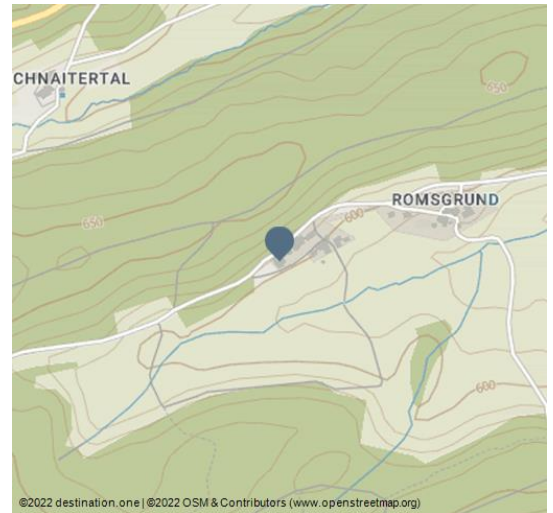 CHNAITERTAL
650
ROMSGRUND
600
650
600
©2022 destination.one | ©2022 OSM & Contributors (www.openstreetmap.org)